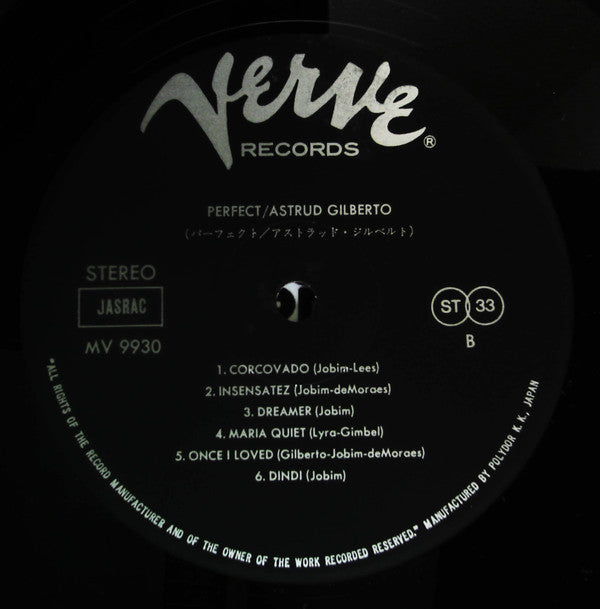 VERVE
RECORDS ®
PERFECT/ASTRUD GILBERTO
(パーフェクト／アストラッド・ジルベルト)
STEREO
JASRAC
MV 9930
ST 33
B
1. CORCOVADO (Jobim-Lees)
2. INSENSATEZ (Jobim-deMoraes)
3. DREAMER (Jobim)
4. MARIA QUIET (Lyra-Gimbel)
5. ONCE I LOVED (Gilberto-Jobim-deMoraes)
6. DINDI (Jobim)
"ALL RIGHTS OF THE RECORD MANUFACTURER AND OF THE OWNER OF THE WORK RECORDED RESERVED." MANUFACTURED BY POLYDOR K. K., JAPAN